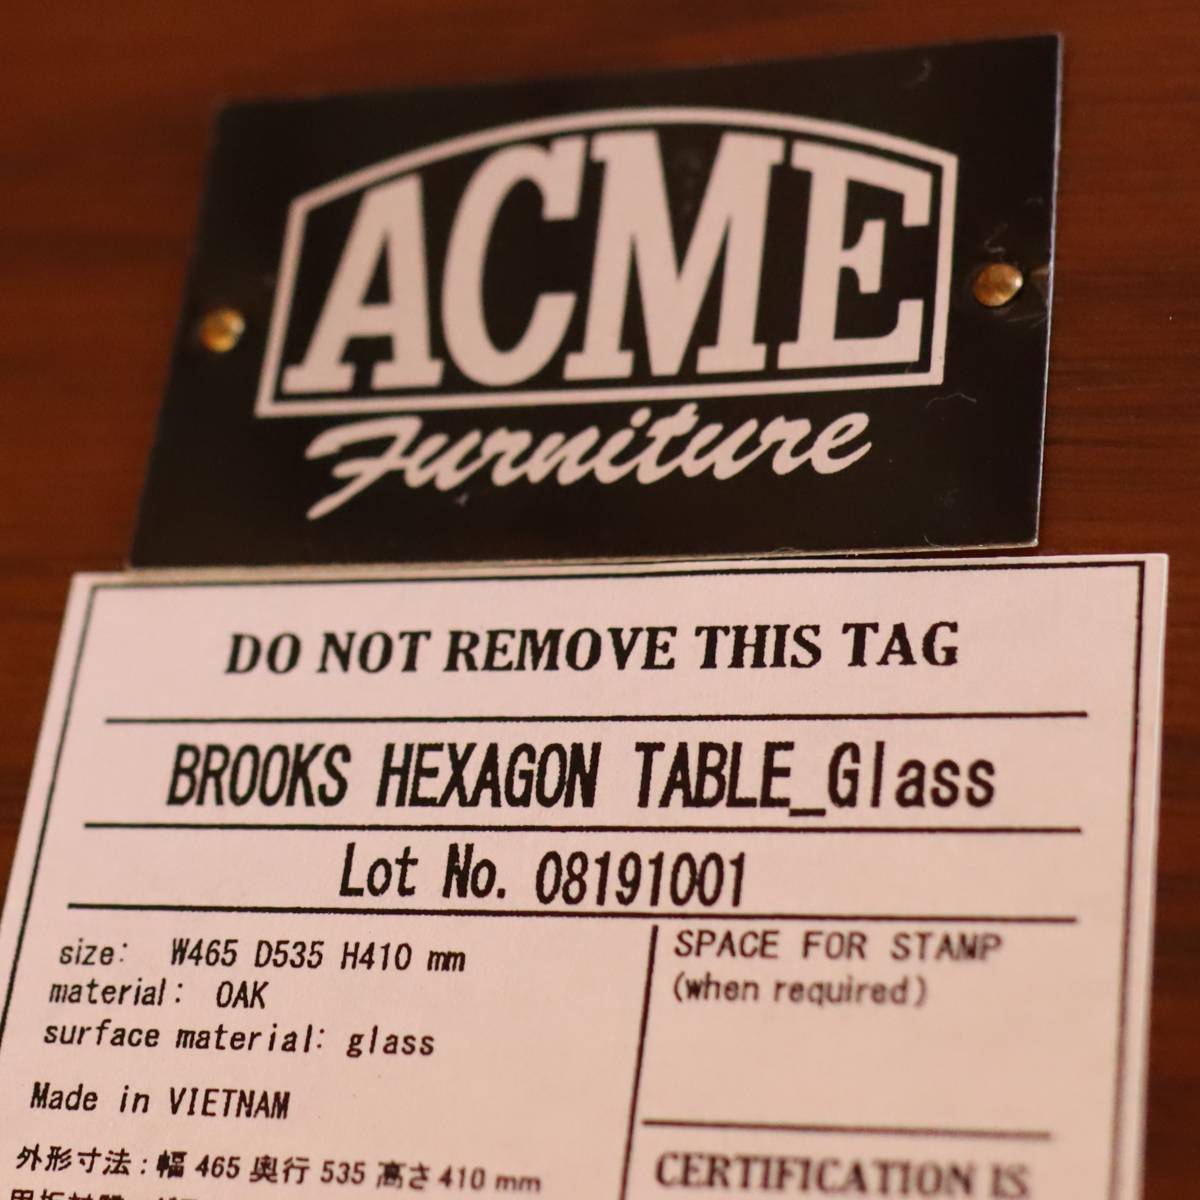 ACME
Furniture
DO NOT REMOVE THIS TAG
BROOKS HEXAGON TABLE_Glass
Lot No. 08191001
size: W465 D535 H410 mm
material: OAK
surface material: glass
Made in VIETNAM
外形寸法:幅 465 奥行 535 高さ 410 mm
SPACE FOR STAMP
(when required)
CERTIFICATION IS